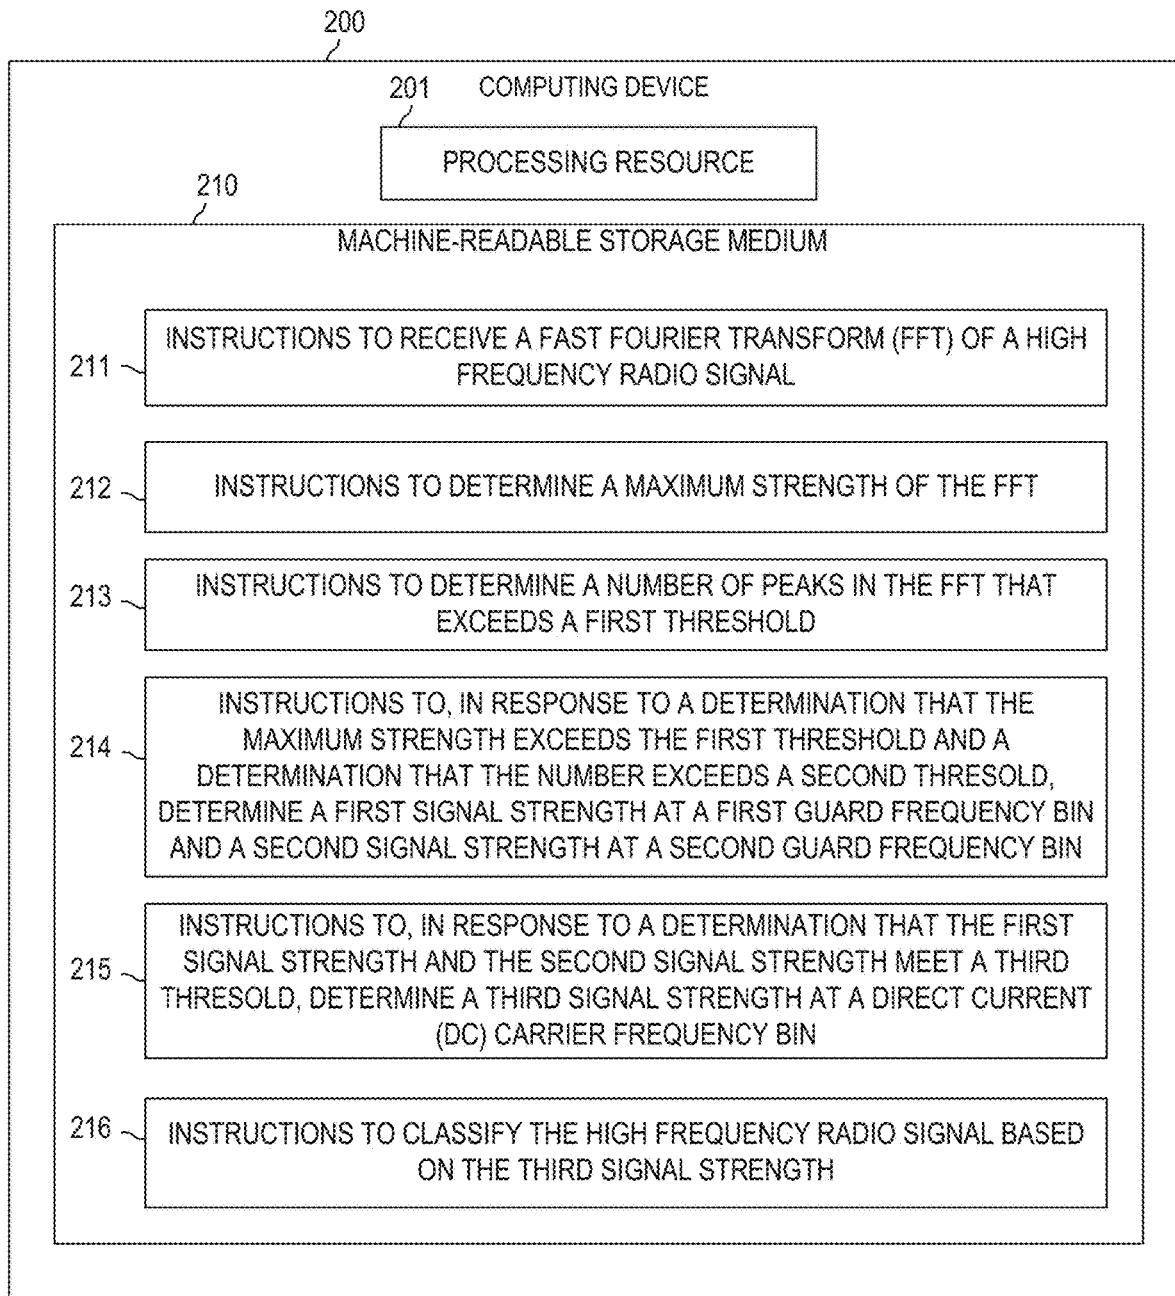 200
201 COMPUTING DEVICE
PROCESSING RESOURCE
210
MACHINE-READABLE STORAGE MEDIUM
INSTRUCTIONS TO RECEIVE A FAST FOURIER TRANSFORM (FFT) OF A HIGH
211
FREQUENCY RADIO SIGNAL
212 INSTRUCTIONS TO DETERMINE A MAXIMUM STRENGTH OF THE FFT
INSTRUCTIONS TO DETERMINE A NUMBER OF PEAKS IN THE FFT THAT
213
EXCEEDS A FIRST THRESHOLD
INSTRUCTIONS TO, IN RESPONSE TO A DETERMINATION THAT THE
214 MAXIMUM STRENGTH EXCEEDS THE FIRST THRESHOLD AND A
DETERMINATION THAT THE NUMBER EXCEEDS A SECOND THRESOLD,
DETERMINE A FIRST SIGNAL STRENGTH AT A FIRST GUARD FREQUENCY BIN
AND A SECOND SIGNAL STRENGTH AT A SECOND GUARD FREQUENCY BIN
INSTRUCTIONS TO, IN RESPONSE TO A DETERMINATION THAT THE FIRST
215 SIGNAL STRENGTH AND THE SECOND SIGNAL STRENGTH MEET A THIRD
THRESOLD, DETERMINE A THIRD SIGNAL STRENGTH AT A DIRECT CURRENT
(DC) CARRIER FREQUENCY BIN
216 INSTRUCTIONS TO CLASSIFY THE HIGH FREQUENCY RADIO SIGNAL BASED
ON THE THIRD SIGNAL STRENGTH